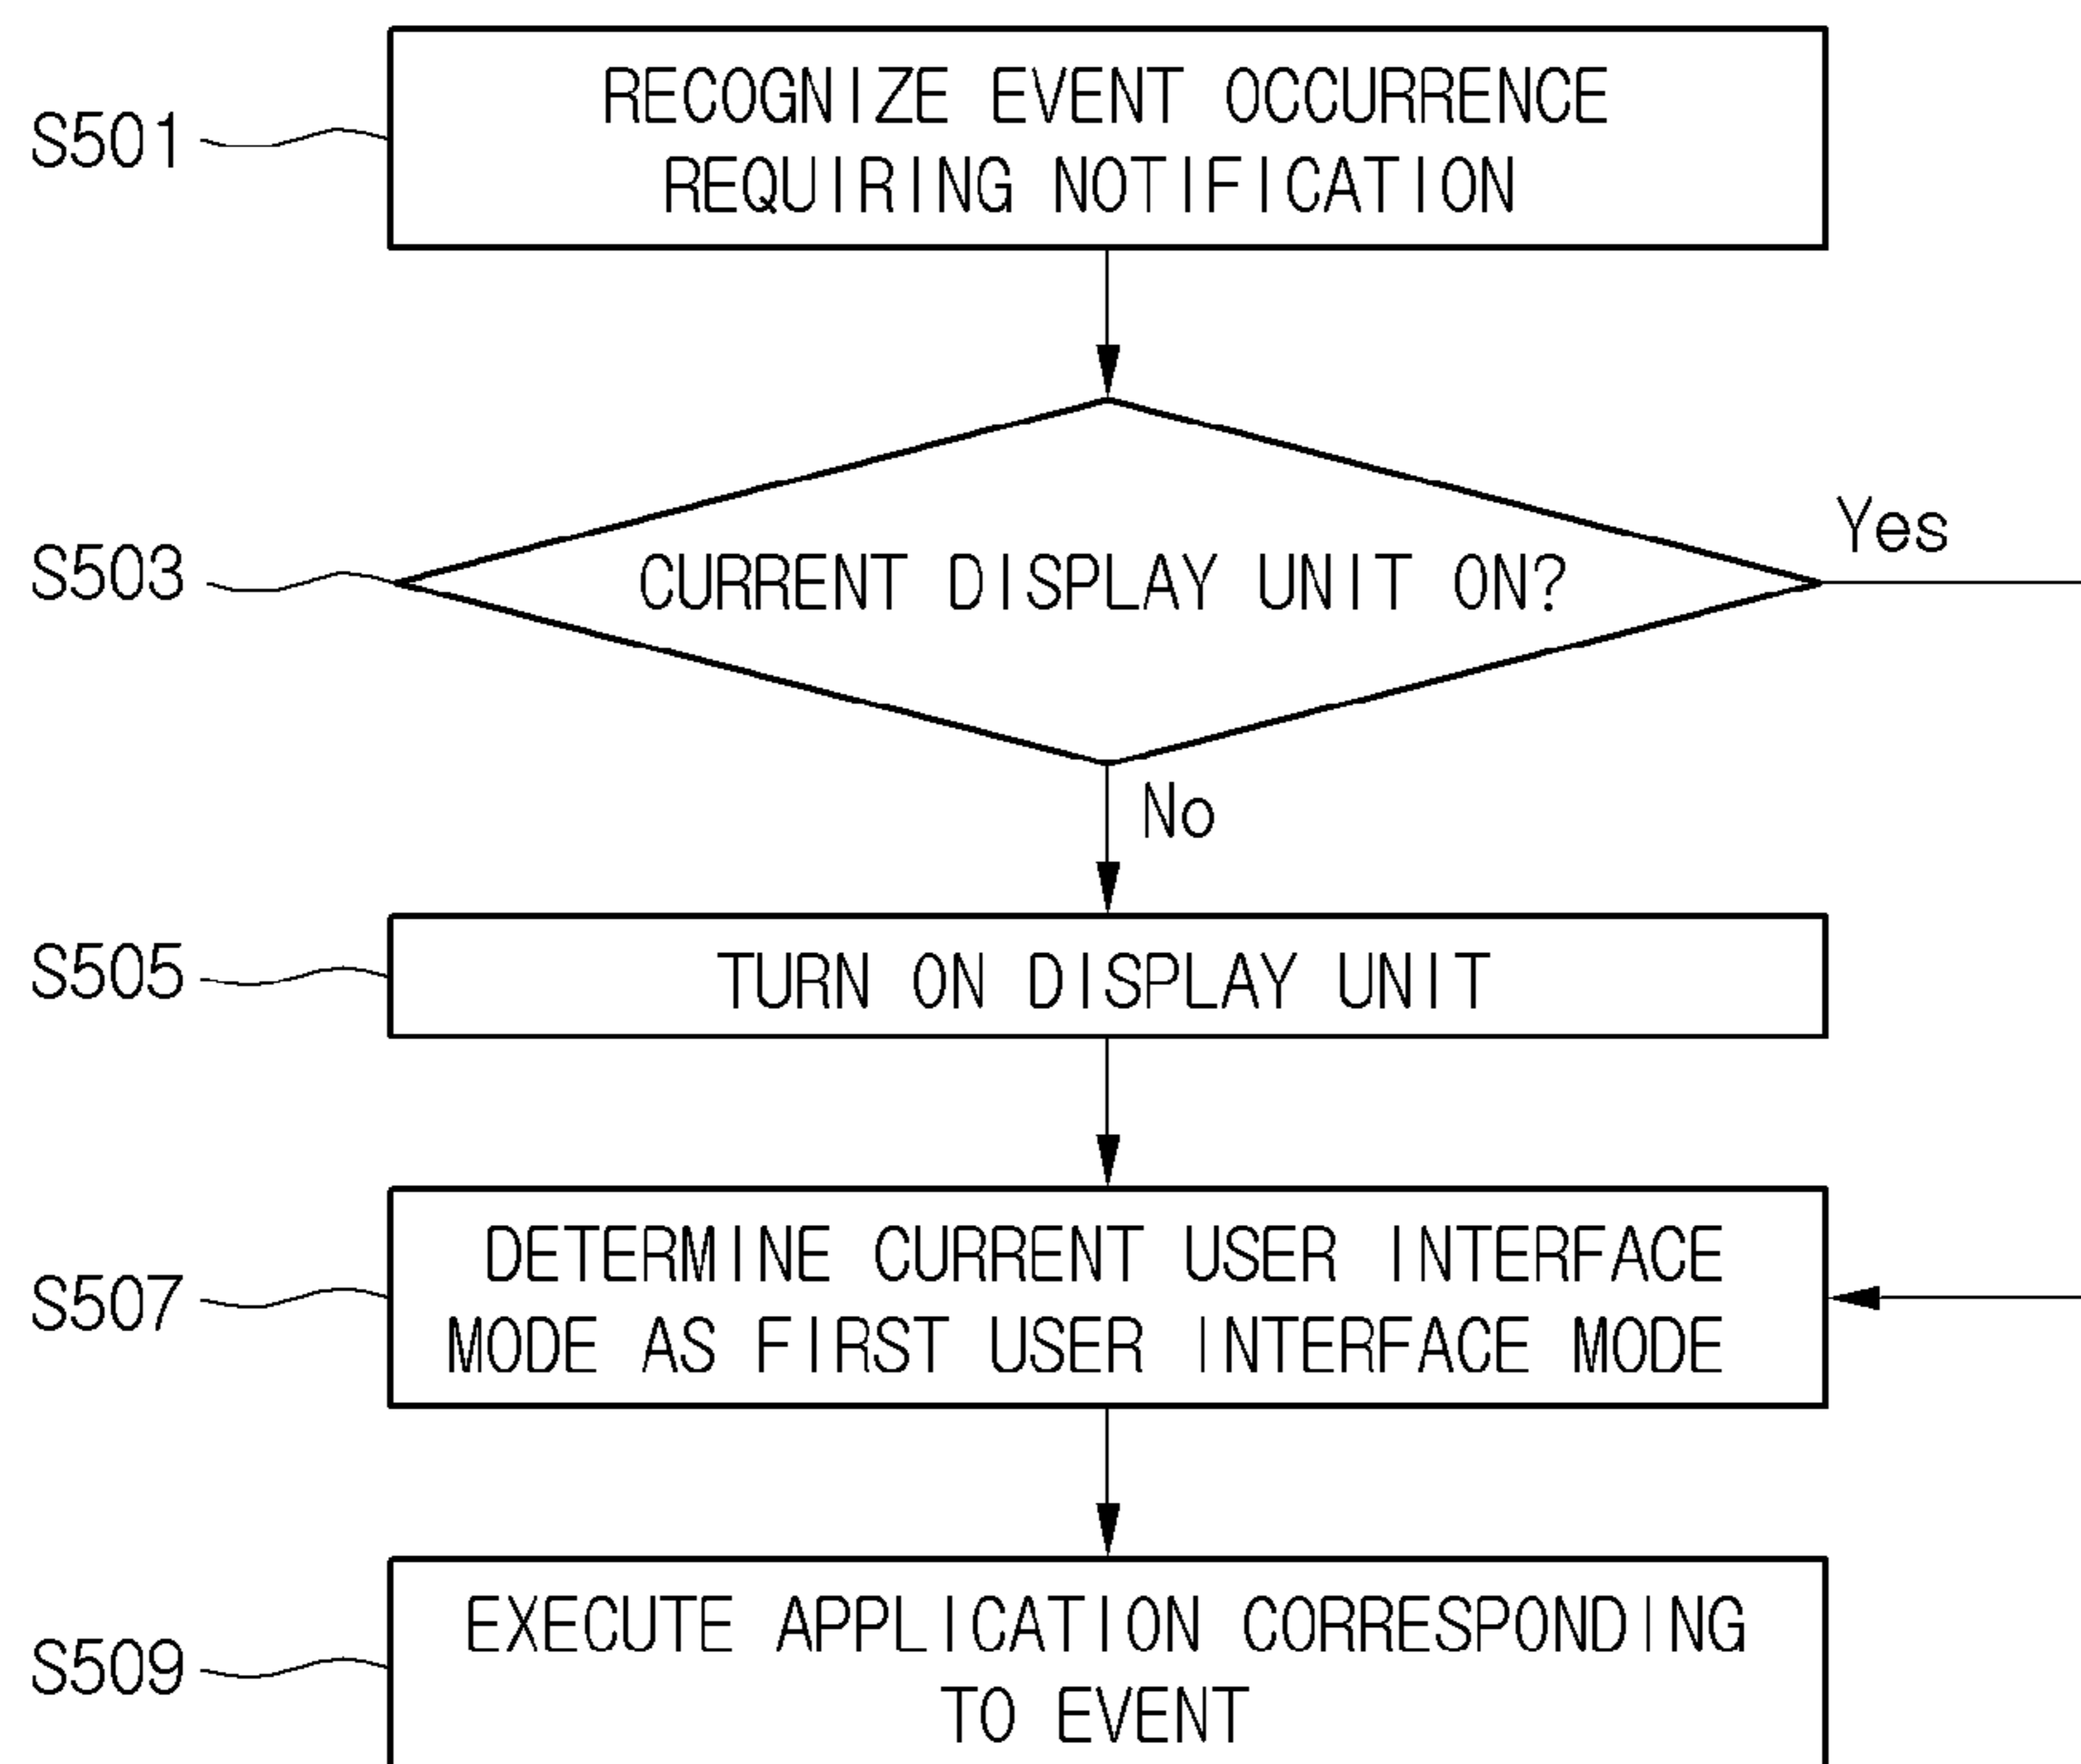 S501
RECOGNIZE EVENT OCCURRENCE
REQUIRING NOTIFICATION
S503
CURRENT DISPLAY UNIT ON?
Yes
No
S505
TURN ON DISPLAY UNIT
S507
DETERMINE CURRENT USER INTERFACE
MODE AS FIRST USER INTERFACE MODE
S509
EXECUTE APPLICATION CORRESPONDING
TO EVENT